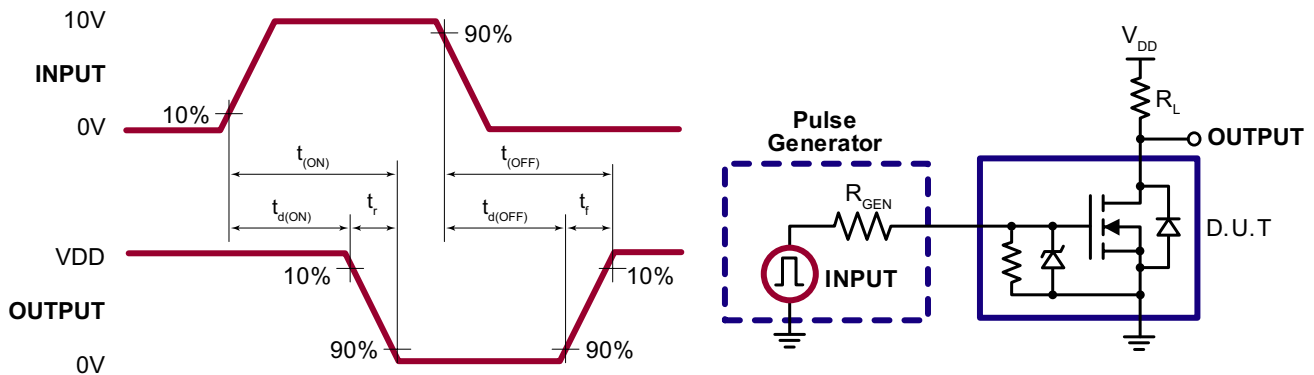 10V
INPUT
0V
10%
90%
t(ON)
t(OFF)
td(ON)
tr
td(OFF)
tf
VDD
OUTPUT
0V
10%
90%
90%
10%
Pulse
Generator
RGEN
INPUT
VDD
RL
OUTPUT
D.U.T